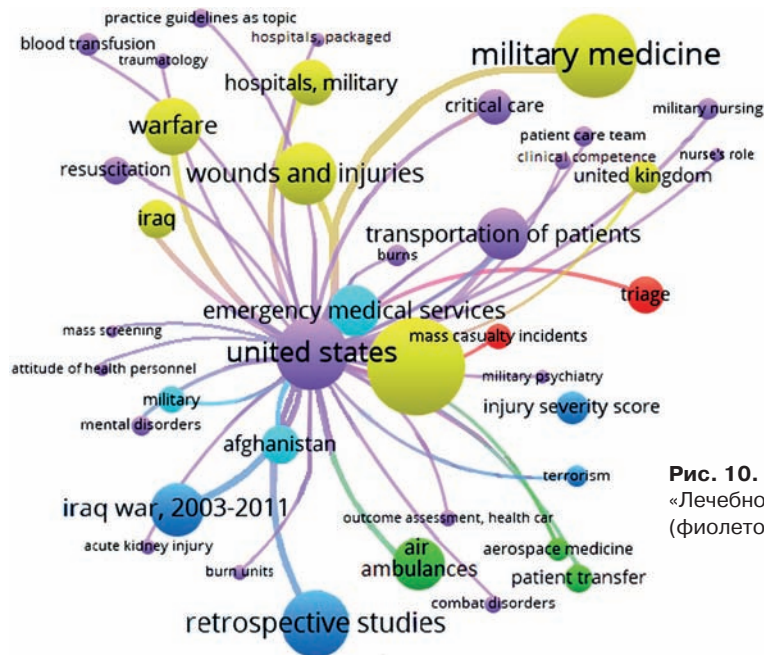 practice guidelines as topic
blood transfusion
hospitals, packaged
traumatology
military medicine
hospitals, military
critical care
military nursing
warfare
patient care team
clinical competence
nurse's role
resuscitation
wounds and injuries
united kingdom
iraq
transportation of patients
burns
triage
emergency medical services
mass screening
mass casualty incidents
united states
attitude of health personnel
military psychiatry
military
injury severity score
mental disorders
afghanistan
terrorism
Рис. 10.
«Лечебно
(фиолето
iraq war, 2003-2011
outcome assessment, health car
acute kidney injury
air
ambulances
aerospace medicine
burn units
patient transfer
combat disorders
retrospective studies